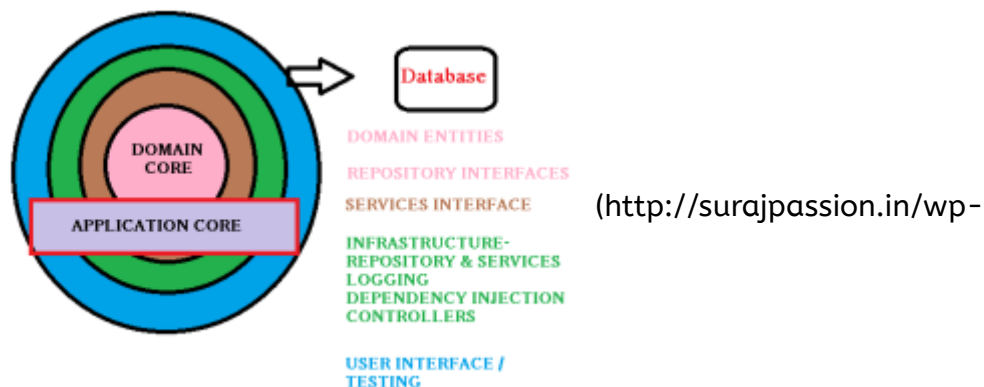 Database
DOMAIN ENTITIES
DOMAIN
CORE
REPOSITORY INTERFACES
SERVICES INTERFACE
(http://surajpassion.in/wp-
APPLICATION CORE
INFRASTRUCTURE-
REPOSITORY & SERVICES
LOGGING
DEPENDENCY INJECTION
CONTROLLERS
USER INTERFACE /
TESTING